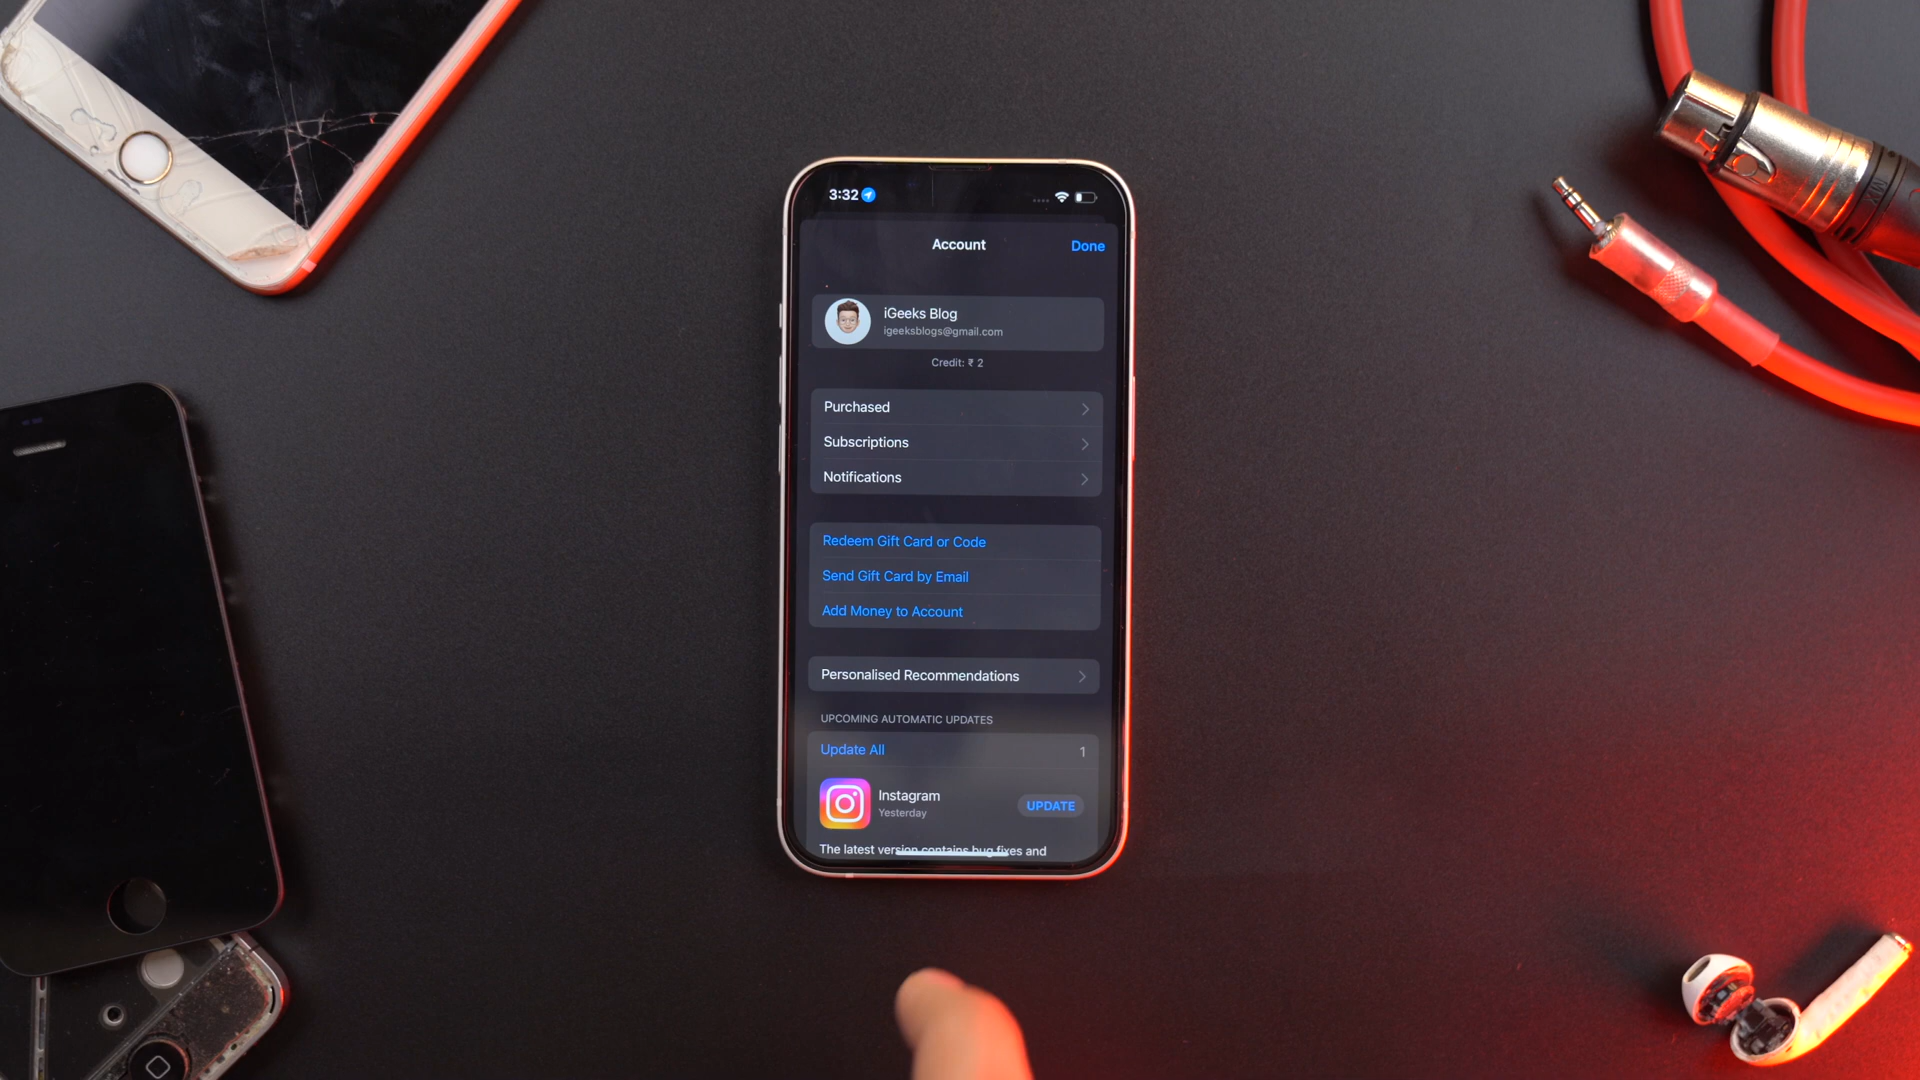 3:32
Account
Done
iGeeks Blog
igeeksblogs@gmail.com
Credit: ₹ 2
Purchased
Subscriptions
Notifications
Redeem Gift Card or Code
Send Gift Card by Email
Add Money to Account
Personalised Recommendations
UPCOMING AUTOMATIC UPDATES
Update All
1
Instagram
UPDATE
Yesterday
The latest version contains bug fixes and